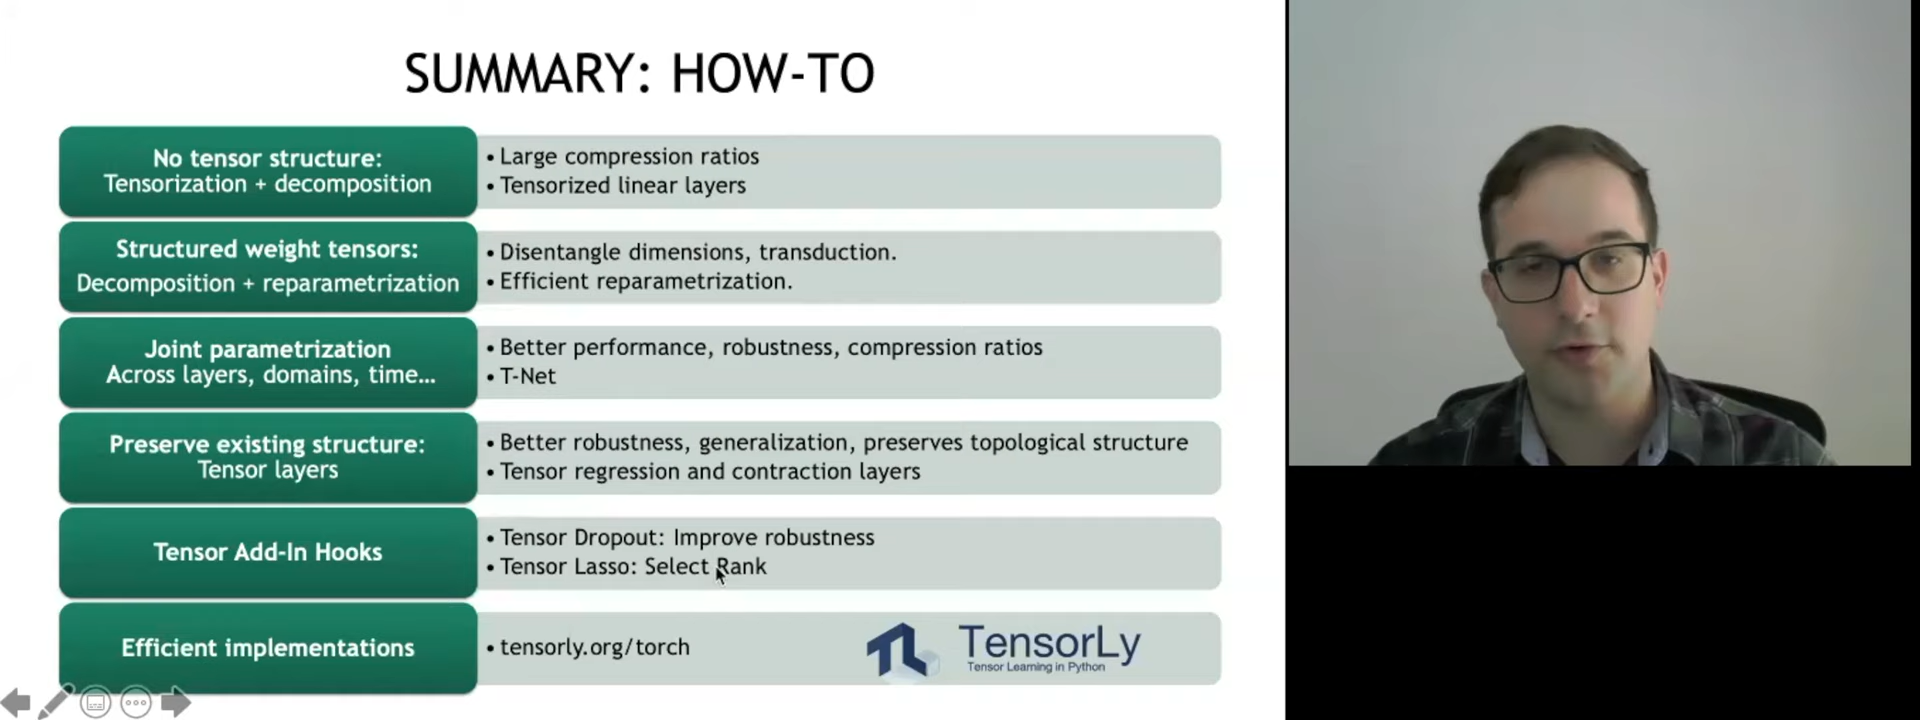 SUMMARY: HOW-TO
No tensor structure:
Tensorization + decomposition
• Large compression ratios
• Tensorized linear layers
Structured weight tensors:
Decomposition + reparametrization
• Disentangle dimensions, transduction.
• Efficient reparametrization.
Joint parametrization
Across layers, domains, time…
• Better performance, robustness, compression ratios
• T-Net
Preserve existing structure:
Tensor layers
• Better robustness, generalization, preserves topological structure
• Tensor regression and contraction layers
Tensor Add-In Hooks
• Tensor Dropout: Improve robustness
• Tensor Lasso: Select Rank
Efficient implementations
• tensorly.org/torch
TensorLy
Tensor Learning in Python